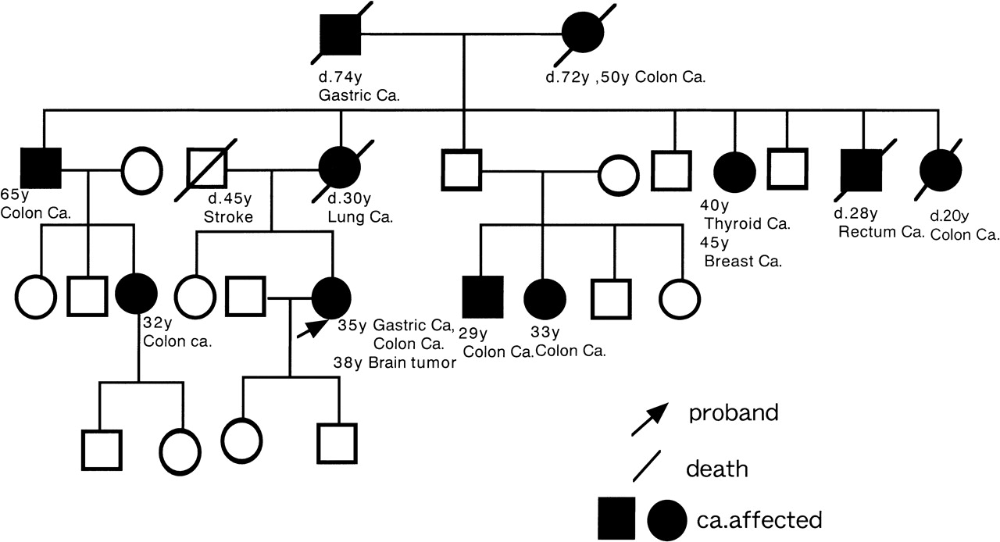 d.74y
Gastric Ca.
d.72y ,50y Colon Ca.
65y
Colon Ca.
d.45y
Stroke
d.30y
Lung Ca.
40y
Thyroid Ca.
45y
Breast Ca.
d.28y
Rectum Ca.
d.20y
Colon Ca.
32y
Colon ca.
35y Gastric Ca,
Colon Ca.
38y Brain tumor
29y
Colon Ca.
33y
Colon Ca.
proband
death
ca.affected